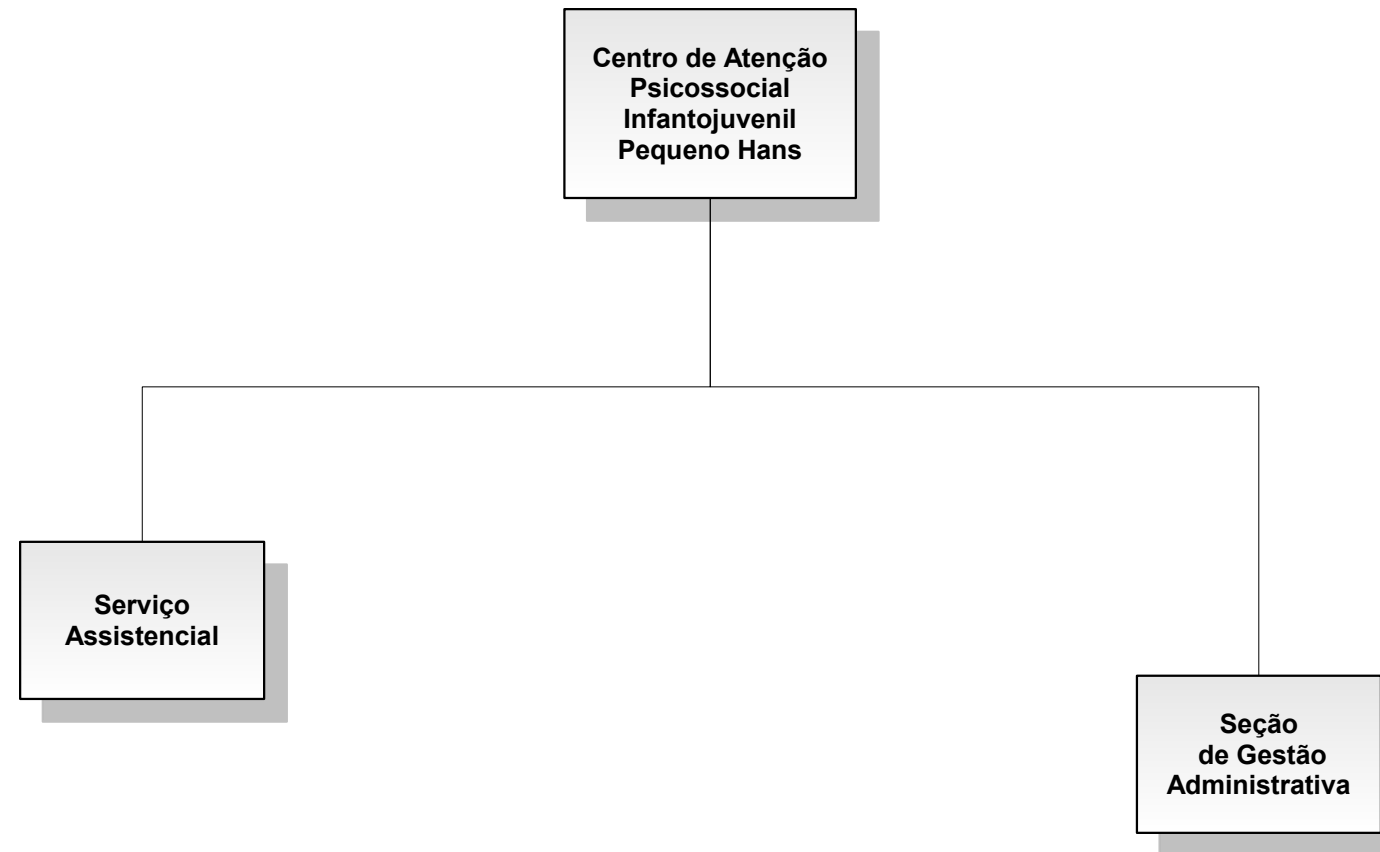 Centro de Atenção
Psicossocial
Infantojuvenil
Pequeno Hans
Serviço
Assistencial
Seção
de Gestão
Administrativa